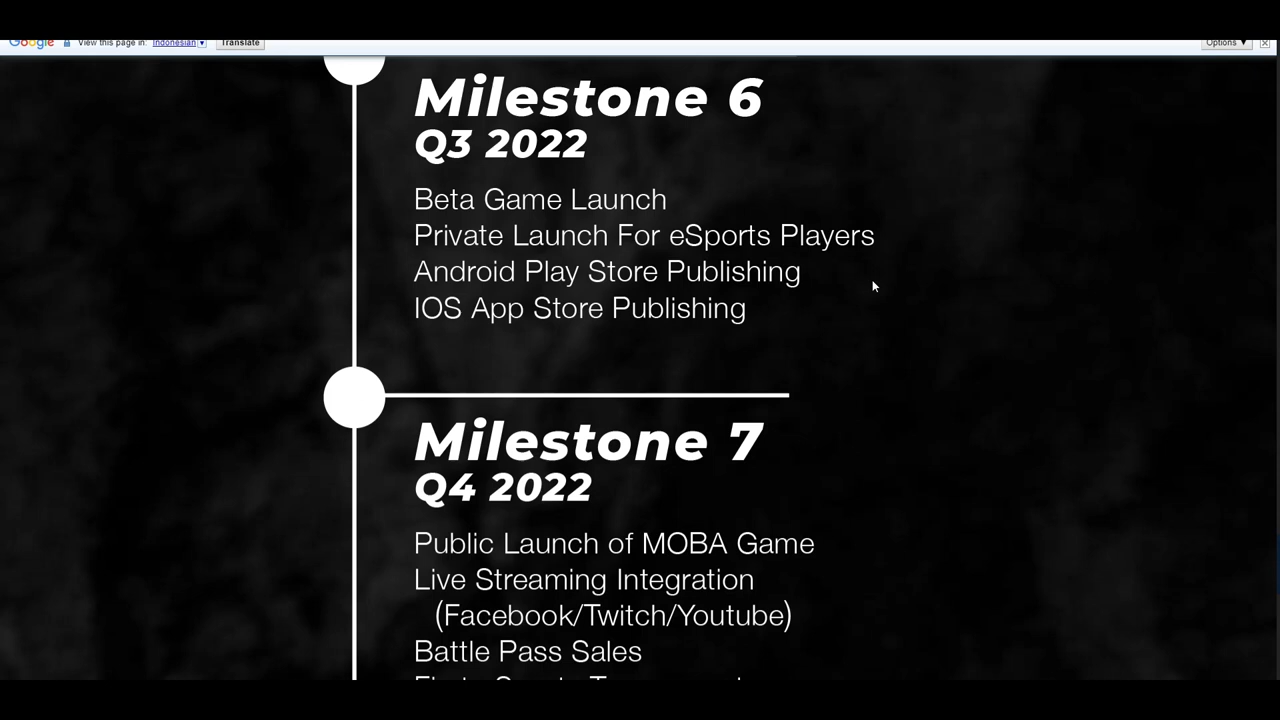 Google View this page in: Indonesian Translate Options ▼
Milestone 6
Q3 2022
Beta Game Launch
Private Launch For eSports Players
Android Play Store Publishing
IOS App Store Publishing
Milestone 7
Q4 2022
Public Launch of MOBA Game
Live Streaming Integration
(Facebook/Twitch/Youtube)
Battle Pass Sales